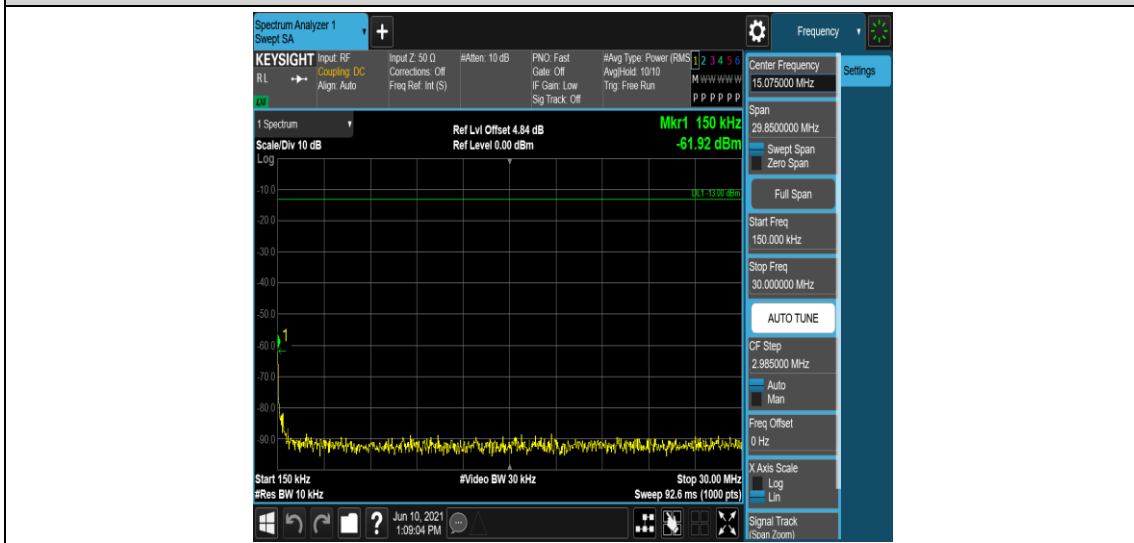 Spectrum Analyzer 1
Swept SA
+
Frequency
KEYSIGHT
RL
LXI
Input: RF
Coupling: DC
Align: Auto
Input Z: 50 Ω
Corrections: Off
Freq Ref: Int (S)
#Atten: 10 dB
PNO: Fast
Gate: Off
IF Gain: Low
Sig Track: Off
#Avg Type: Power (RMS
Avg|Hold: 10/10
Trig: Free Run
1 2 3 4 5 6
M W W W W W
P P P P P P
Center Frequency
15.075000 MHz
Settings
1 Spectrum
Scale/Div 10 dB
Log
Ref Lvl Offset 4.84 dB
Ref Level 0.00 dBm
Mkr1 150 kHz
-61.92 dBm
Span
29.8500000 MHz
Swept Span
Zero Span
Full Span
Start Freq
150.000 kHz
Stop Freq
30.000000 MHz
AUTO TUNE
CF Step
2.985000 MHz
Auto
Man
Freq Offset
0 Hz
X Axis Scale
Log
Lin
Signal Track
(Span Zoom)
DL1 -13.00 dBm
-10.0
-20.0
-30.0
-40.0
-50.0
1
-60.0
-70.0
-80.0
-90.0
Start 150 kHz
#Video BW 30 kHz
Stop 30.00 MHz
#Res BW 10 kHz
Sweep 92.6 ms (1000 pts)
?
Jun 10, 2021
1:09:04 PM